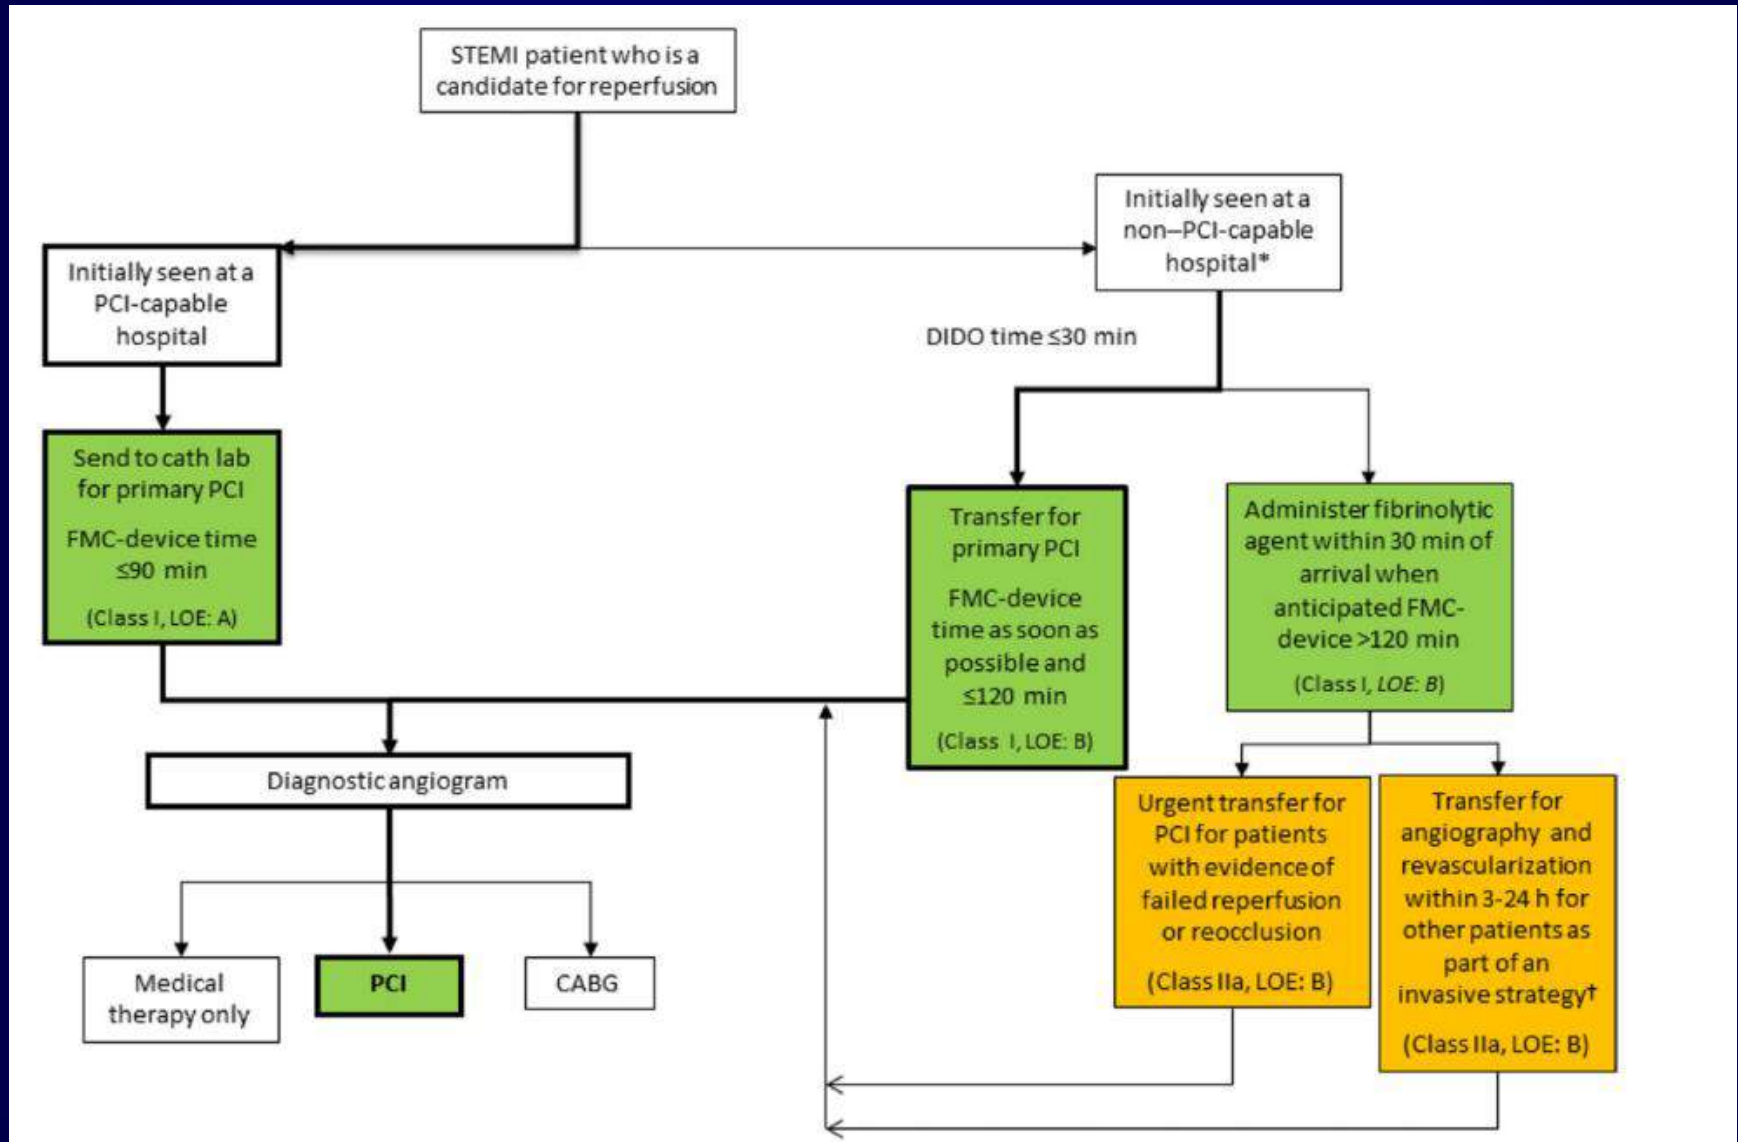 STEMI patient who is a
candidate for reperfusion
Initially seen at a
non–PCI-capable
hospital*
Initially seen at a
PCI-capable
hospital
DIDO time ≤30 min
Send to cath lab
for primary PCI
FMC-device time
≤90 min
(Class I, LOE: A)
Transfer for
primary PCI
FMC-device
time as soon as
possible and
≤120 min
(Class I, LOE: B)
Administer fibrinolytic
agent within 30 min of
arrival when
anticipated FMC-
device >120 min
(Class I, LOE: B)
Diagnostic angiogram
Urgent transfer for
PCI for patients
with evidence of
failed reperfusion
or reocclusion
(Class IIa, LOE: B)
Transfer for
angiography and
revascularization
within 3-24 h for
other patients as
part of an
invasive strategy†
(Class IIa, LOE: B)
Medical
therapy only
PCI
CABG